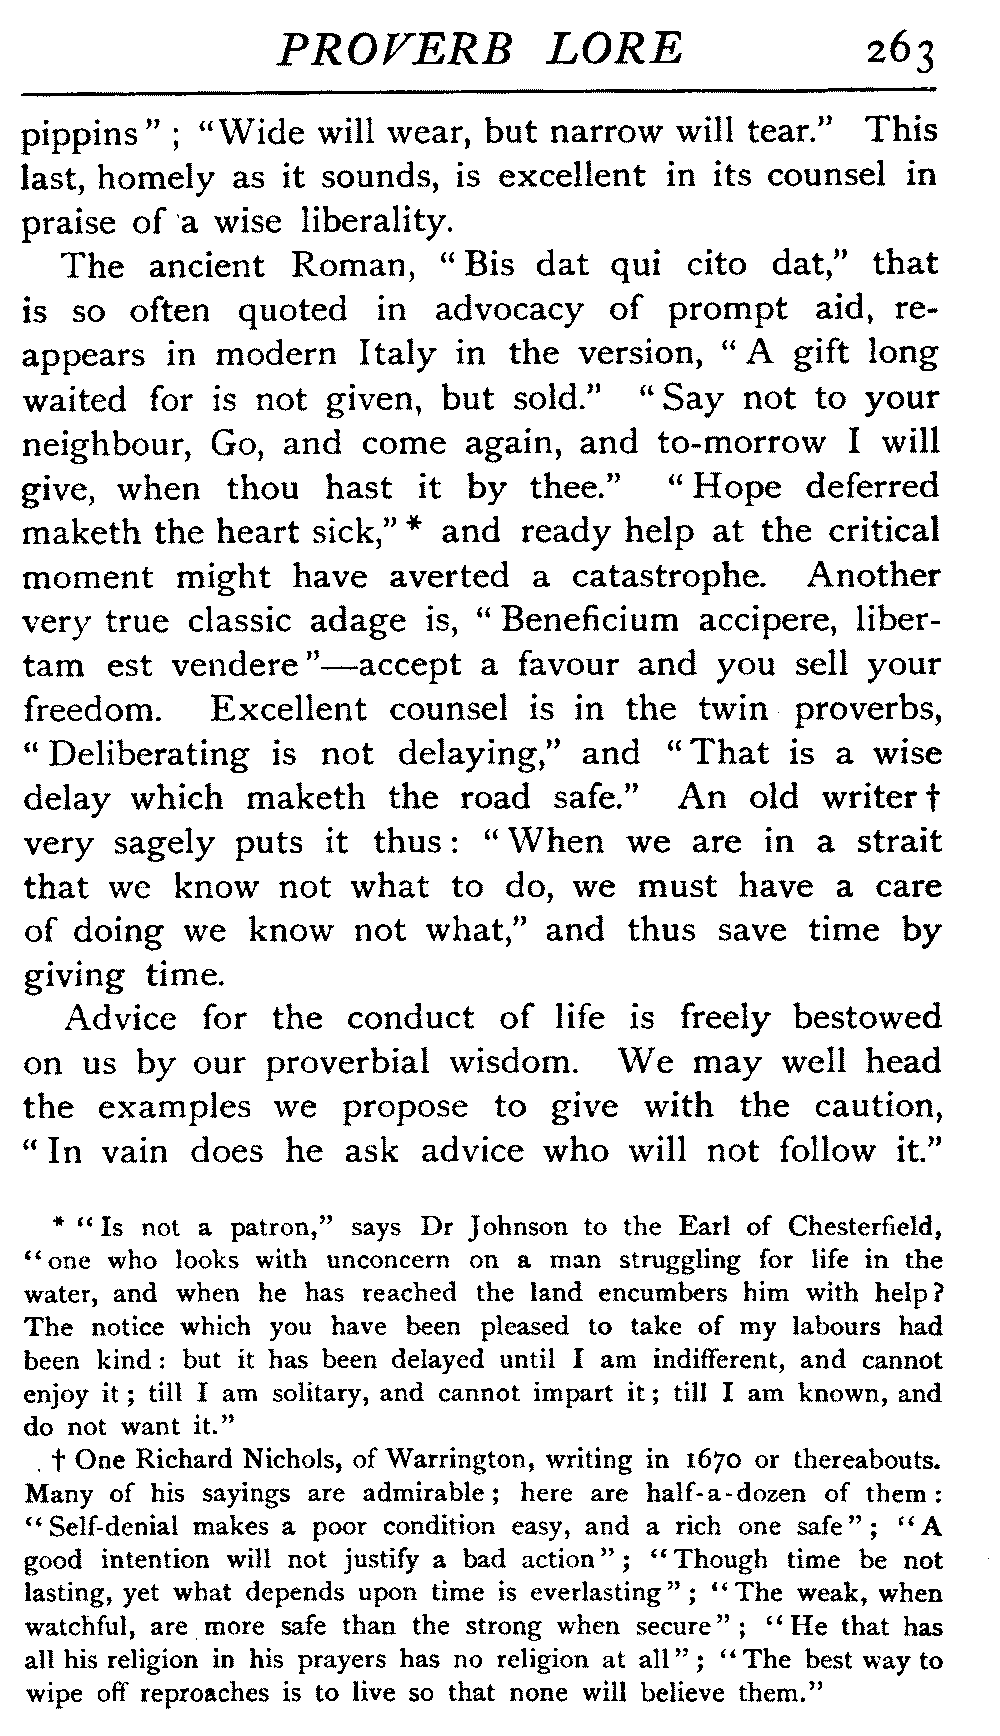 PROVERB LORE 263
pippins" ; "Wide will wear, but narrow will tear." This
last, homely as it sounds, is excellent in its counsel in
praise of a wise liberality.
The ancient Roman, "Bis dat qui cito dat," that
is so often quoted in advocacy of prompt aid, re-
appears in modern Italy in the version, "A gift long
waited for is not given, but sold." "Say not to your
neighbour, Go, and come again, and to-morrow I will
give, when thou hast it by thee." "Hope deferred
maketh the heart sick," * and ready help at the critical
moment might have averted a catastrophe. Another
very true classic adage is, "Beneficium accipere, liber-
tam est vendere"—accept a favour and you sell your
freedom. Excellent counsel is in the twin proverbs,
"Deliberating is not delaying," and "That is a wise
delay which maketh the road safe." An old writer †
very sagely puts it thus: "When we are in a strait
that we know not what to do, we must have a care
of doing we know not what," and thus save time by
giving time.
Advice for the conduct of life is freely bestowed
on us by our proverbial wisdom. We may well head
the examples we propose to give with the caution,
"In vain does he ask advice who will not follow it."
* "Is not a patron," says Dr Johnson to the Earl of Chesterfield,
"one who looks with unconcern on a man struggling for life in the
water, and when he has reached the land encumbers him with help?
The notice which you have been pleased to take of my labours had
been kind: but it has been delayed until I am indifferent, and cannot
enjoy it; till I am solitary, and cannot impart it; till I am known, and
do not want it."
† One Richard Nichols, of Warrington, writing in 1670 or thereabouts.
Many of his sayings are admirable; here are half-a-dozen of them:
"Self-denial makes a poor condition easy, and a rich one safe"; "A
good intention will not justify a bad action"; "Though time be not
lasting, yet what depends upon time is everlasting"; "The weak, when
watchful, are more safe than the strong when secure"; "He that has
all his religion in his prayers has no religion at all"; "The best way to
wipe off reproaches is to live so that none will believe them."